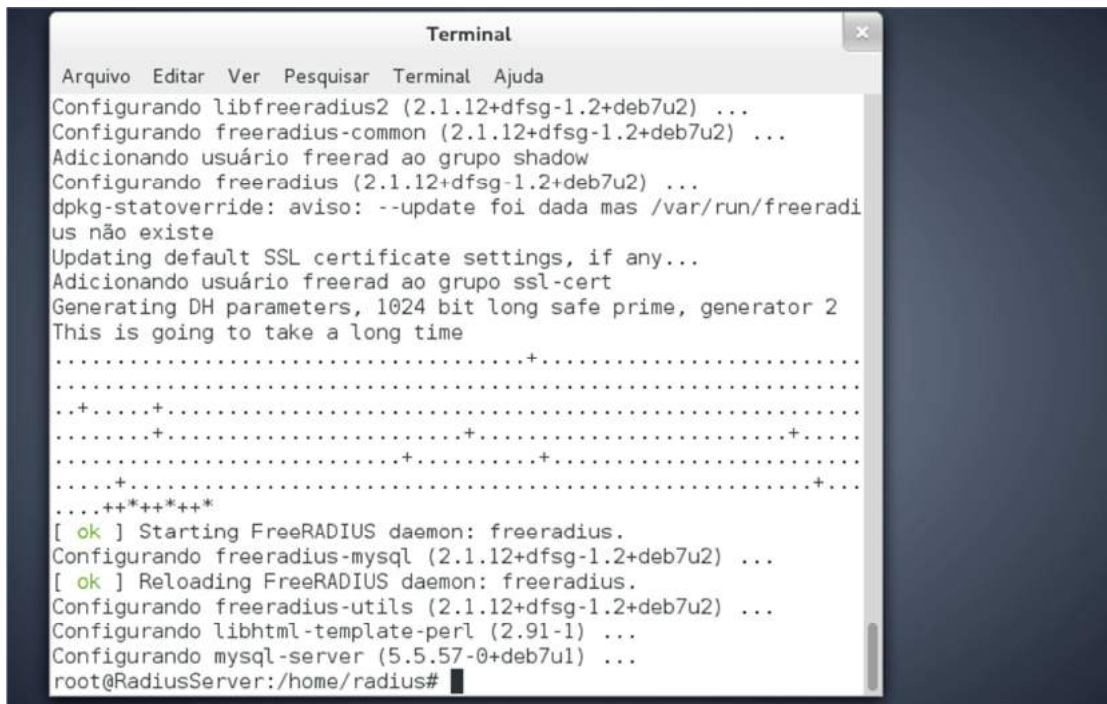 Terminal
Arquivo Editar Ver Pesquisar Terminal Ajuda
Configurando libfreeradius2 (2.1.12+dfsg-1.2+deb7u2) ...
Configurando freeradius-common (2.1.12+dfsg-1.2+deb7u2) ...
Adicionando usuário freerad ao grupo shadow
Configurando freeradius (2.1.12+dfsg-1.2+deb7u2) ...
dpkg-statoverride: aviso: --update foi dada mas /var/run/freeradi
us não existe
Updating default SSL certificate settings, if any...
Adicionando usuário freerad ao grupo ssl-cert
Generating DH parameters, 1024 bit long safe prime, generator 2
This is going to take a long time
......................................+..........................
.................................................................
..+.....+........................................................
........+........................+.........................+.....
............................+..........+.........................
.....+.......................................................+...
....++*++*++*
[ ok ] Starting FreeRADIUS daemon: freeradius.
Configurando freeradius-mysql (2.1.12+dfsg-1.2+deb7u2) ...
[ ok ] Reloading FreeRADIUS daemon: freeradius.
Configurando freeradius-utils (2.1.12+dfsg-1.2+deb7u2) ...
Configurando libhtml-template-perl (2.91-1) ...
Configurando mysql-server (5.5.57-0+deb7u1) ...
root@RadiusServer:/home/radius#